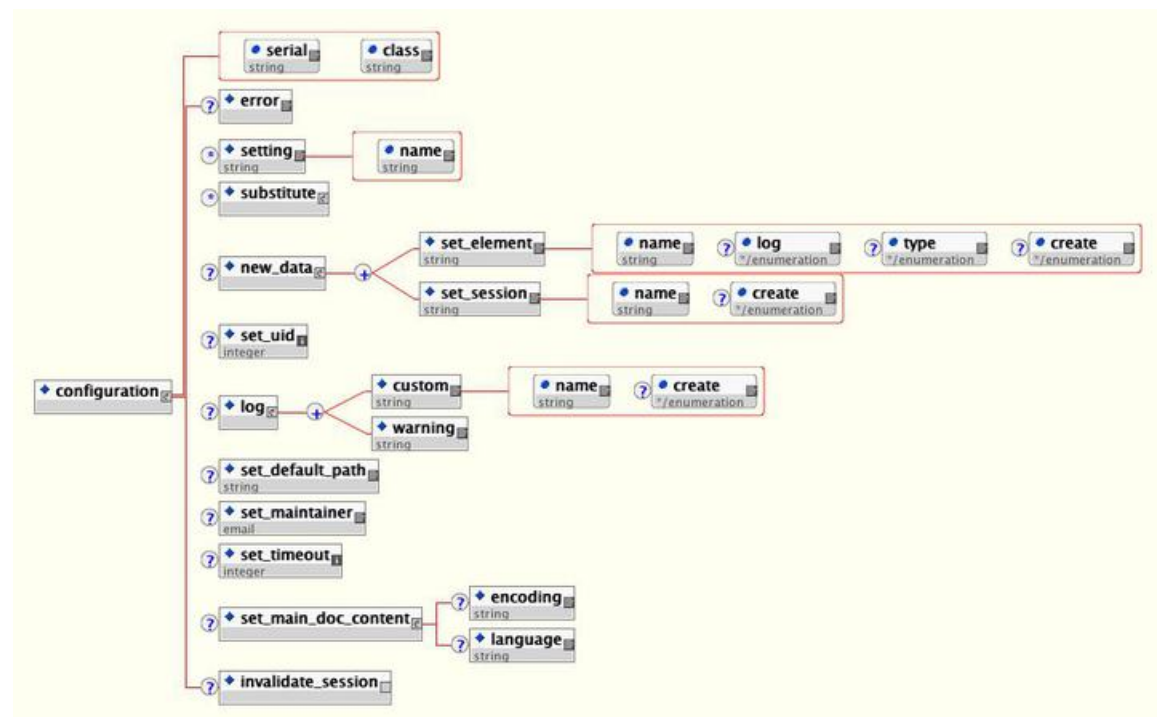 serial class
string string
? error
* setting name
string string
* substitute
set_element name ? log ? type ? create
string string */enumeration */enumeration */enumeration
? new_data +
set_session name ? create
string string */enumeration
? set_uid
integer
configuration
custom name ? create
string string */enumeration
? log +
warning
string
? set_default_path
string
? set_maintainer
email
? set_timeout
integer
? encoding
string
? set_main_doc_content
? language
string
? invalidate_session